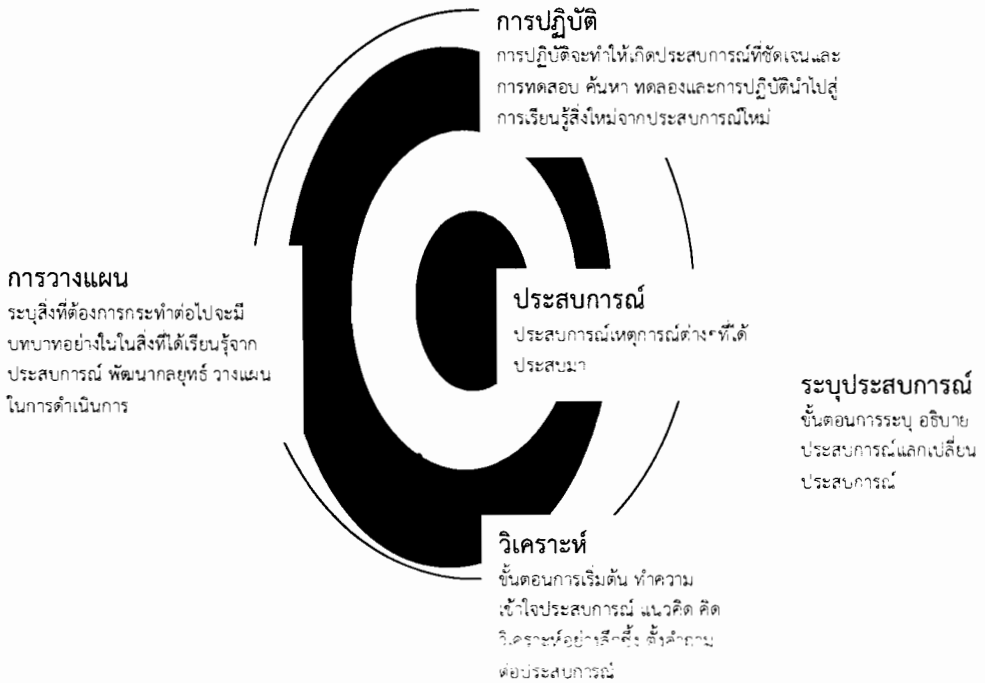 การปฏิบัติ
การปฏิบัติจะทำให้เกิดประสบการณ์ที่ชัดเจนและ
การทดสอบ ค้นหา ทดลองและการปฏิบัตินำไปสู่
การเรียนรู้สิ่งใหม่จากประสบการณ์ใหม่
การวางแผน
ระบุสิ่งที่ต้องการกระทำต่อไปจะมี
บทบาทอย่างในในสิ่งที่ได้เรียนรู้จาก
ประสบการณ์ พัฒนากลยุทธ์ วางแผน
ในการดำเนินการ
ประสบการณ์
ประสบการณ์เหตุการณ์ต่างๆที่ได้
ประสบมา
ระบุประสบการณ์
ขั้นตอนการระบุ อธิบาย
ประสบการณ์แลกเปลี่ยน
ประสบการณ์
วิเคราะห์
ขั้นตอนการเริ่มต้น ทำความ
เข้าใจประสบการณ์ แนวคิด คิด
วิเคราะห์อย่างลึกซึ้ง ตั้งคำถาม
ต่อประสบการณ์